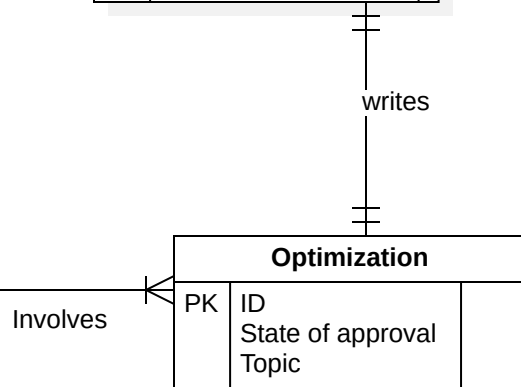 writes
Optimization
Involves
PK
ID
State of approval
Topic